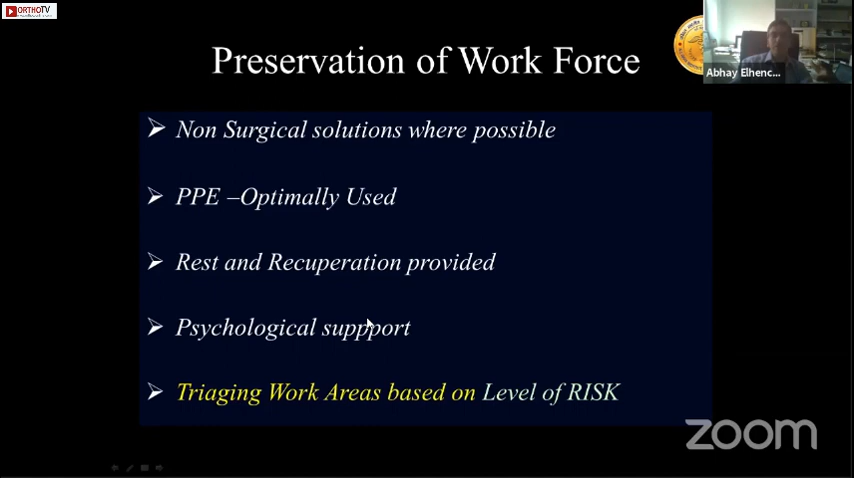 ORTHOTV
Preservation of Work Force
Abhay Elhenc...
➢ Non Surgical solutions where possible
➢ PPE –Optimally Used
➢ Rest and Recuperation provided
➢ Psychological suppport
➢ Triaging Work Areas based on Level of RISK
zoom